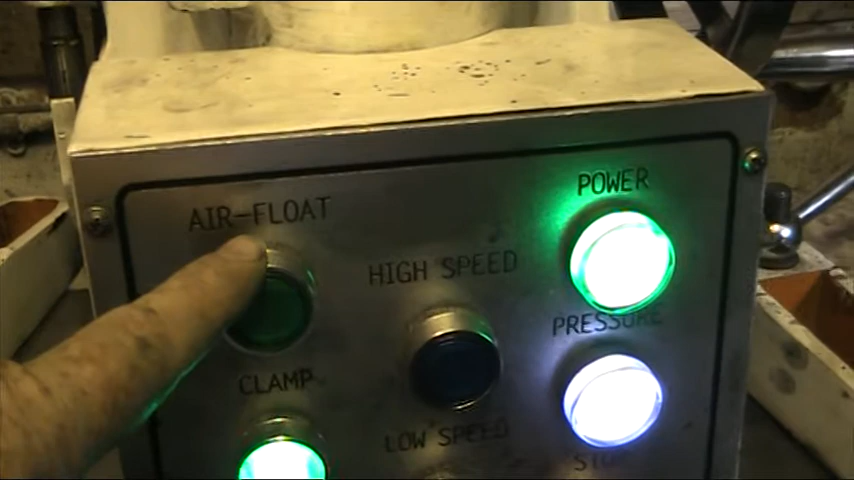 POWER
AIR-FLOAT
HIGH SPEED
PRESSURE
CLAMP
LOW SPEED